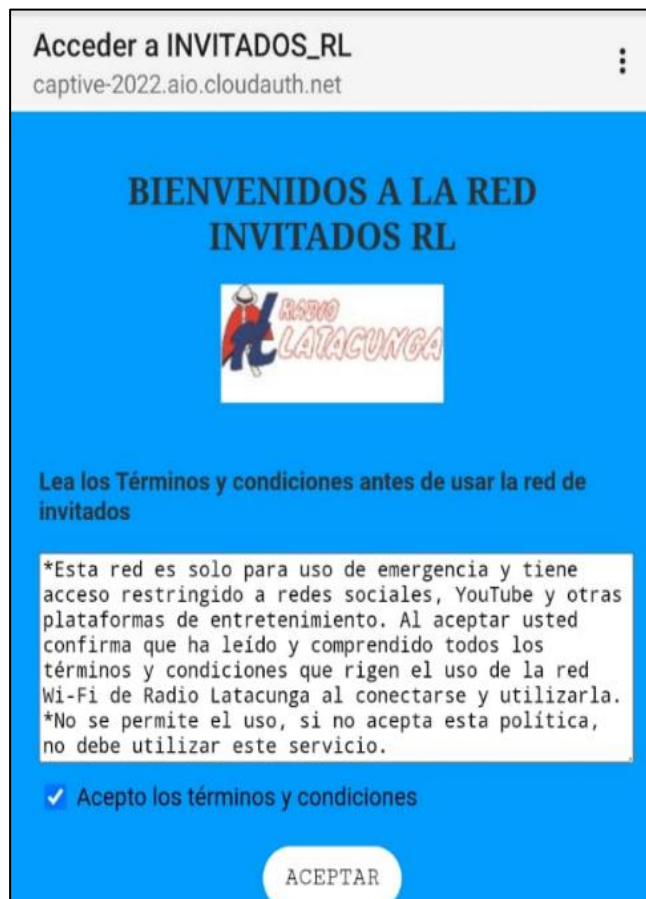 Acceder a INVITADOS_RL
captive-2022.aio.cloudauth.net
BIENVENIDOS A LA RED
INVITADOS RL
RADIO
LATACUNGA
Lea los Términos y condiciones antes de usar la red de
invitados
*Esta red es solo para uso de emergencia y tiene
acceso restringido a redes sociales, YouTube y otras
plataformas de entretenimiento. Al aceptar usted
confirma que ha leído y comprendido todos los
términos y condiciones que rigen el uso de la red
Wi-Fi de Radio Latacunga al conectarse y utilizarla.
*No se permite el uso, si no acepta esta política,
no debe utilizar este servicio.
Acepto los términos y condiciones
ACEPTAR